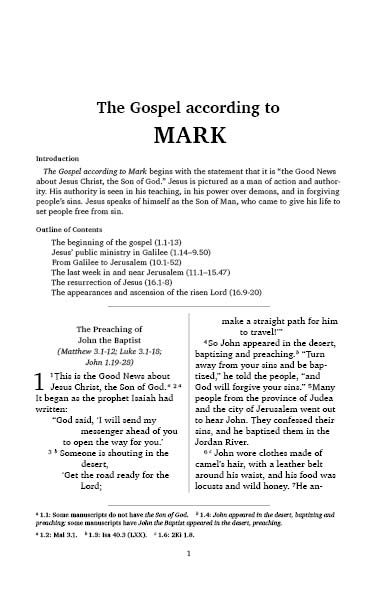 The Gospel according to
MARK
Introduction
The Gospel according to Mark begins with the statement that it is “the Good News
about Jesus Christ, the Son of God.” Jesus is pictured as a man of action and author-
ity. His authority is seen in his teaching, in his power over demons, and in forgiving
people’s sins. Jesus speaks of himself as the Son of Man, who came to give his life to
set people free from sin.
Outline of Contents
The beginning of the gospel (1.1-13)
Jesus’ public ministry in Galilee (1.14–9.50)
From Galilee to Jerusalem (10.1-52)
The last week in and near Jerusalem (11.1–15.47)
The resurrection of Jesus (16.1-8)
The appearances and ascension of the risen Lord (16.9-20)
The Preaching of
John the Baptist
(Matthew 3.1-12; Luke 3.1-18;
John 1.19-28)
1 1This is the Good News about
Jesus Christ, the Son of God.a 2 a
It began as the prophet Isaiah had
written:
“God said, ‘I will send my
messenger ahead of you
to open the way for you.’
3 b Someone is shouting in the
desert,
‘Get the road ready for the
Lord;
make a straight path for him
to travel!’”
4So John appeared in the desert,
baptizing and preaching.b “Turn
away from your sins and be bap-
tized,” he told the people, “and
God will forgive your sins.” 5Many
people from the province of Judea
and the city of Jerusalem went out
to hear John. They confessed their
sins, and he baptized them in the
Jordan River.
6 c John wore clothes made of
camel’s hair, with a leather belt
around his waist, and his food was
locusts and wild honey. 7He an-
a 1.1: Some manuscripts do not have the Son of God. b 1.4: John appeared in the desert, baptizing and
preaching; some manuscripts have John the Baptist appeared in the desert, preaching.
a 1.2: Mal 3.1. b 1.3: Isa 40.3 (LXX). c 1.6: 2Ki 1.8.
1